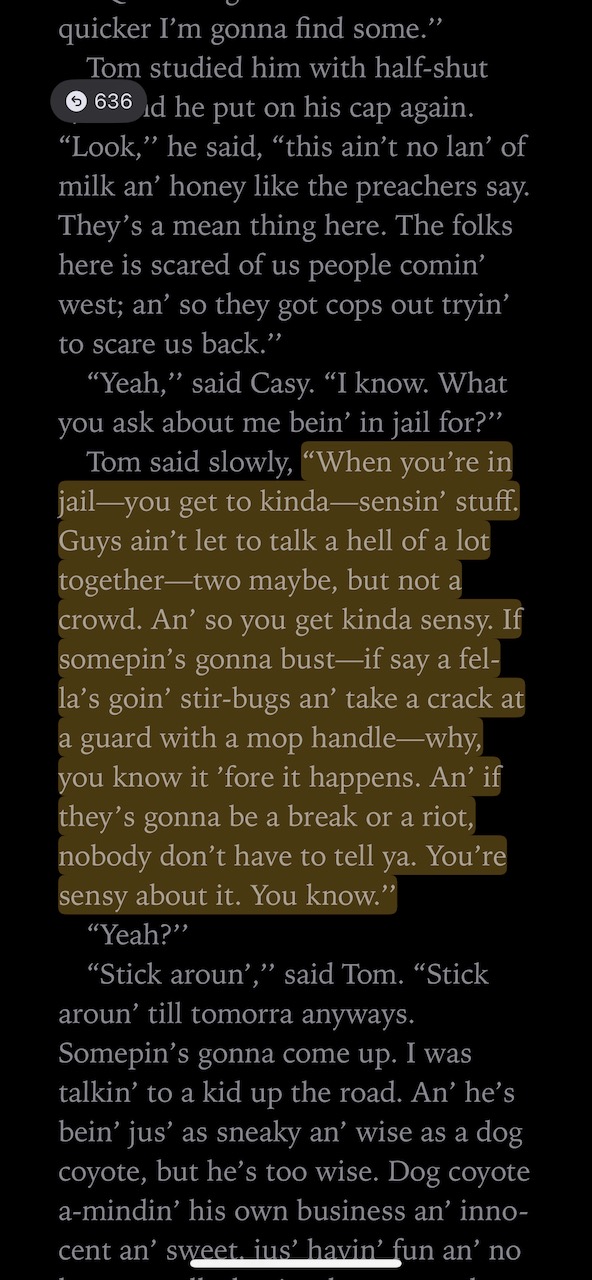 quicker I’m gonna find some.’’
Tom studied him with half-shut
636
nd he put on his cap again.
“Look,’’ he said, “this ain’t no lan’ of
milk an’ honey like the preachers say.
They’s a mean thing here. The folks
here is scared of us people comin’
west; an’ so they got cops out tryin’
to scare us back.’’
“Yeah,’’ said Casy. “I know. What
you ask about me bein’ in jail for?’’
Tom said slowly, “When you’re in
jail—you get to kinda—sensin’ stuff.
Guys ain’t let to talk a hell of a lot
together—two maybe, but not a
crowd. An’ so you get kinda sensy. If
somepin’s gonna bust—if say a fel-
la’s goin’ stir-bugs an’ take a crack at
a guard with a mop handle—why,
you know it ’fore it happens. An’ if
they’s gonna be a break or a riot,
nobody don’t have to tell ya. You’re
sensy about it. You know.’’
“Yeah?’’
“Stick aroun’,’’ said Tom. “Stick
aroun’ till tomorra anyways.
Somepin’s gonna come up. I was
talkin’ to a kid up the road. An’ he’s
bein’ jus’ as sneaky an’ wise as a dog
coyote, but he’s too wise. Dog coyote
a-mindin’ his own business an’ inno-
cent an’ sweet, jus’ havin’ fun an’ no